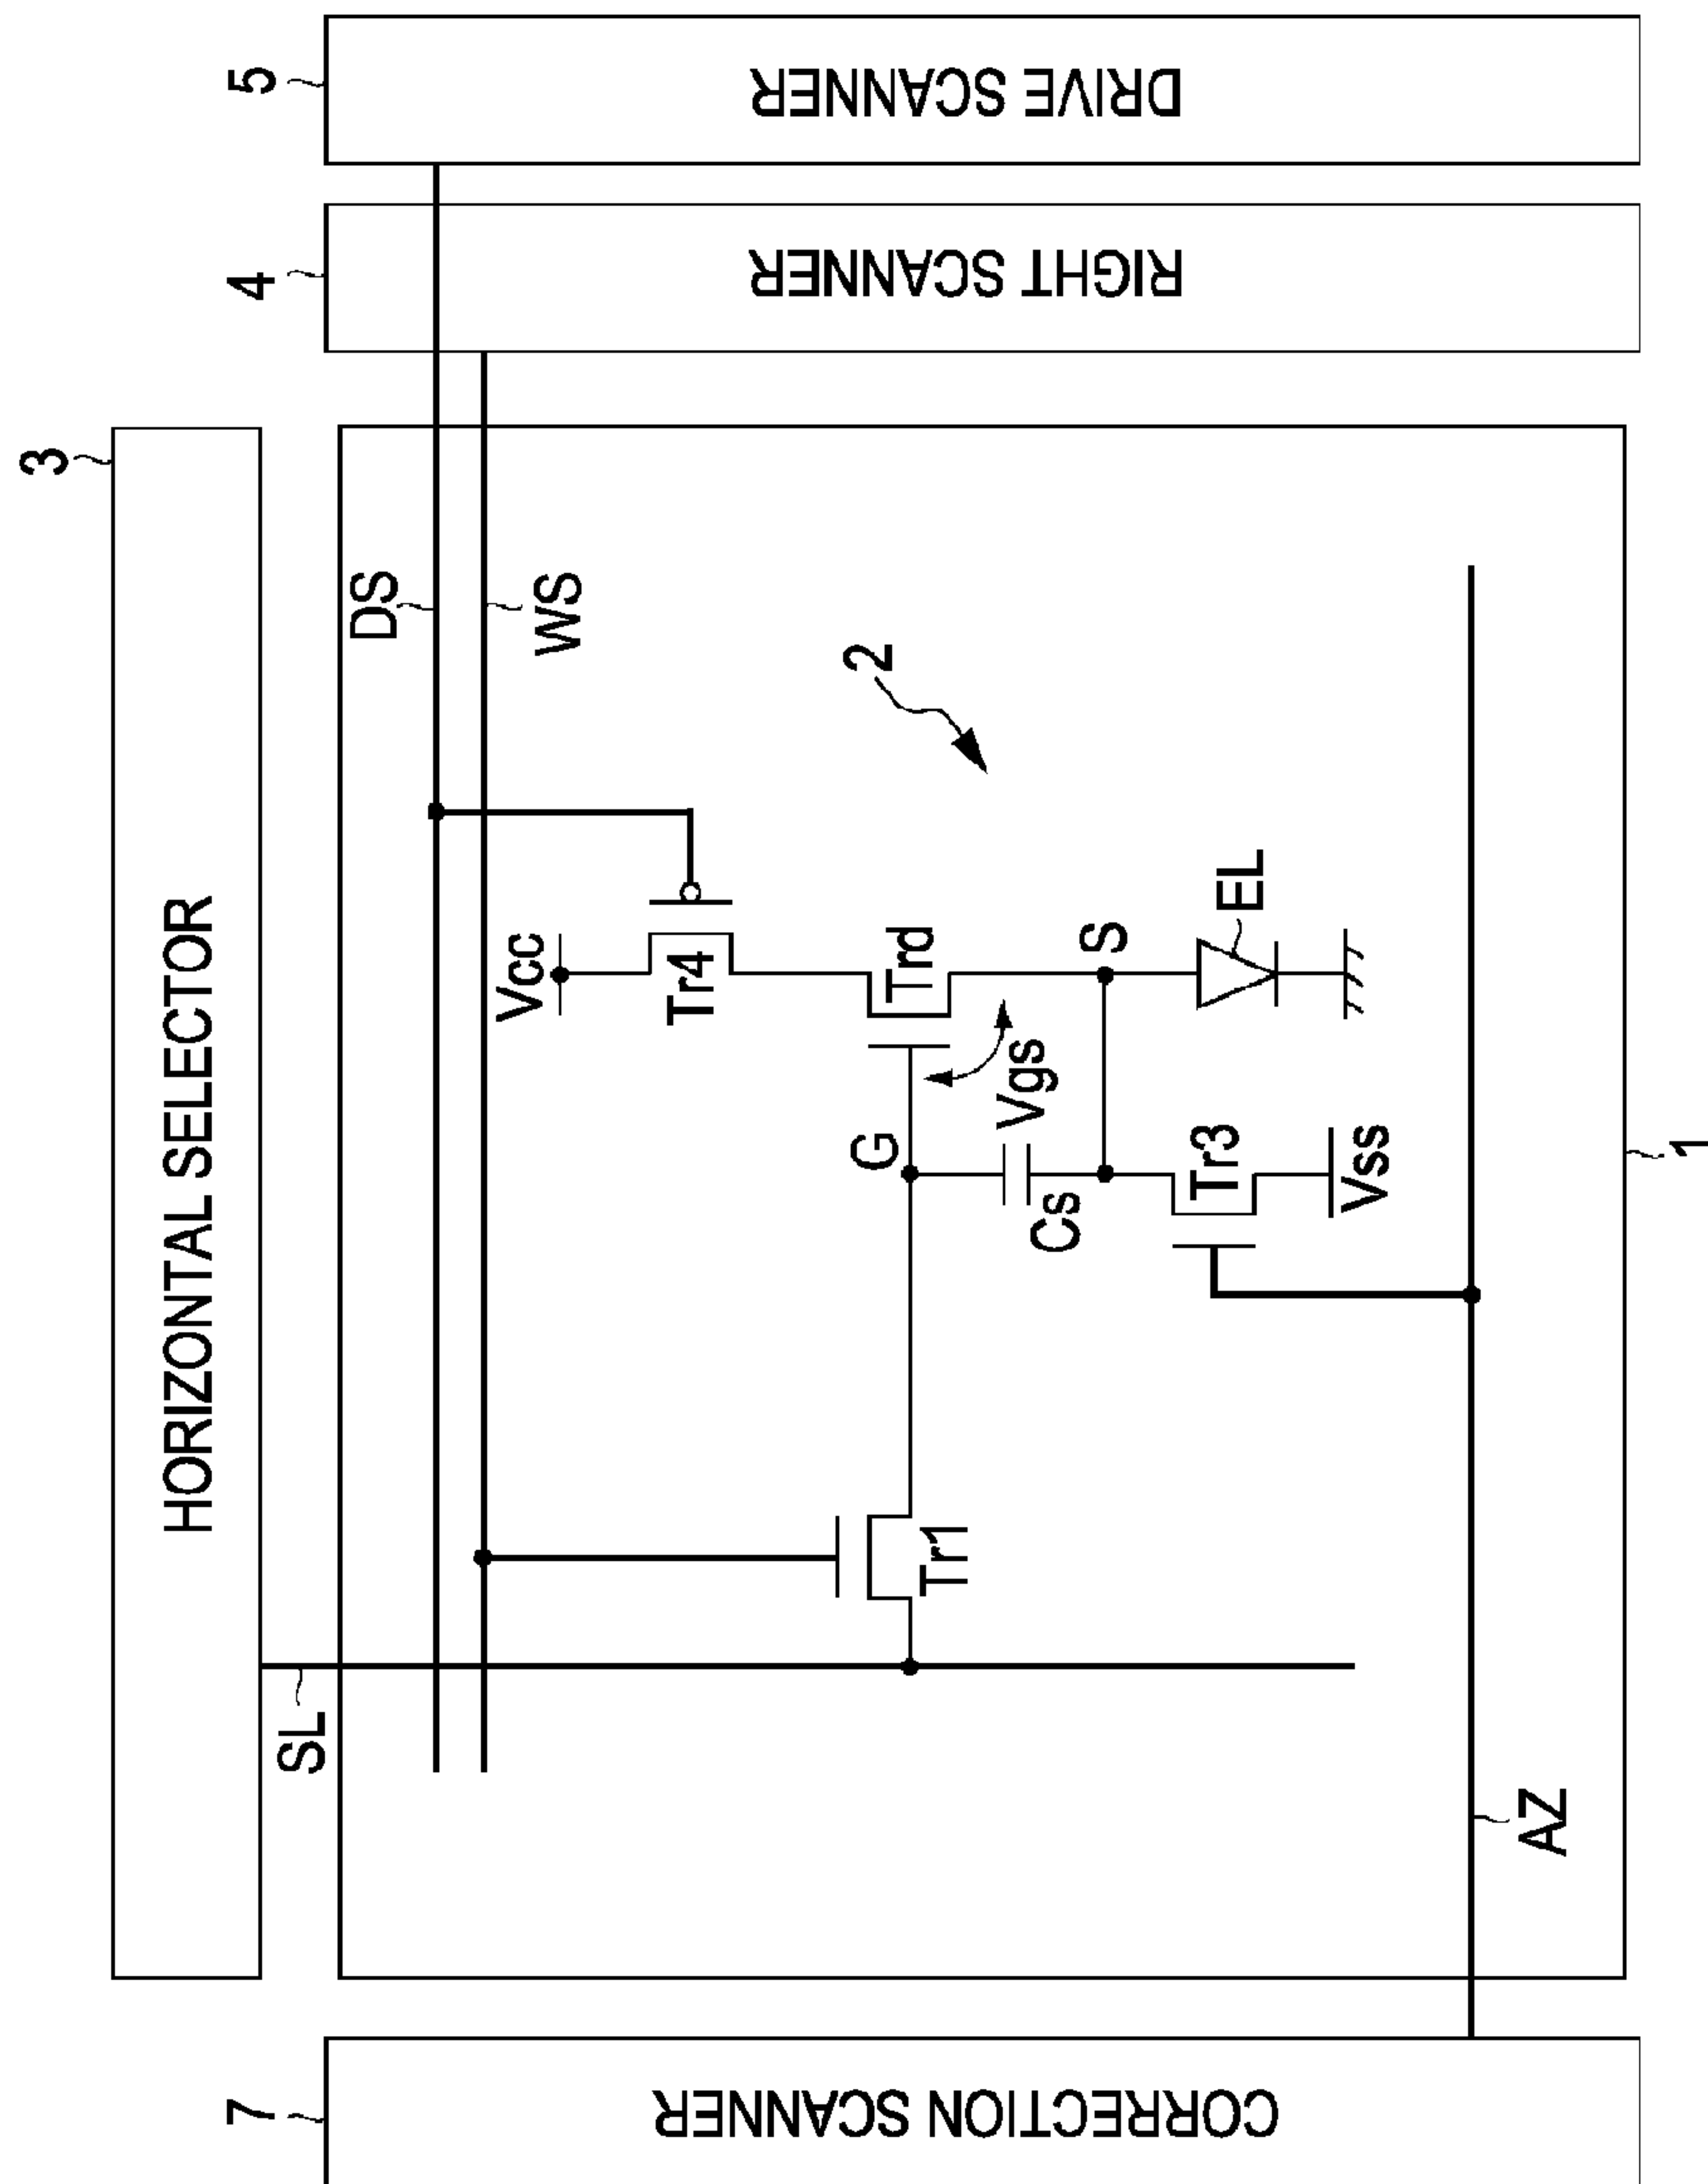 3
HORIZONTAL SELECTOR
7
CORRECTION SCANNER
SL
DS
WS
4
RIGHT SCANNER
5
DRIVE SCANNER
Vcc
Tr4
2
Tr1
G
Trd
Vgs
Cs
S
Tr3
EL
Vss
AZ
1